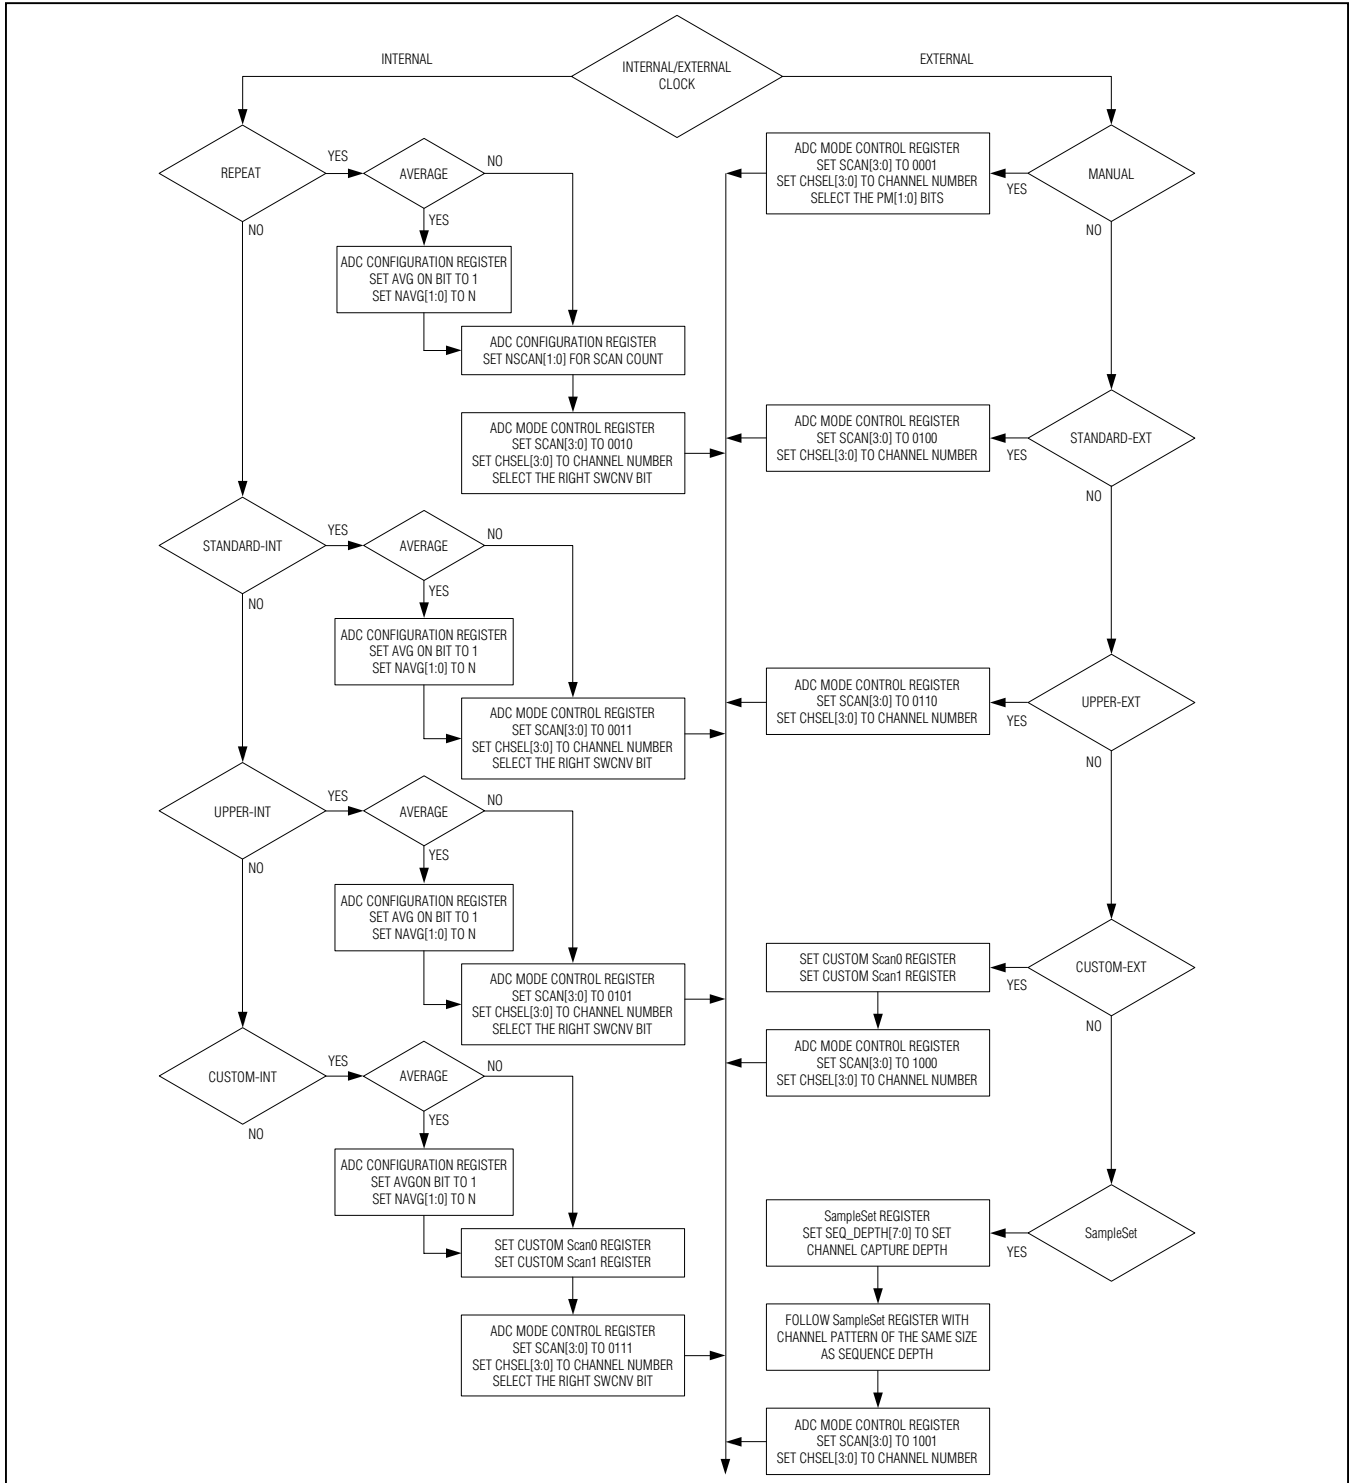 INTERNAL
INTERNAL/EXTERNAL
CLOCK
EXTERNAL
REPEAT
YES
AVERAGE
NO
YES
NO
ADC CONFIGURATION REGISTER
SET AVG ON BIT TO 1
SET NAVG[1:0] TO N
ADC CONFIGURATION REGISTER
SET NSCAN[1:0] FOR SCAN COUNT
ADC MODE CONTROL REGISTER
SET SCAN[3:0] TO 0010
SET CHSEL[3:0] TO CHANNEL NUMBER
SELECT THE RIGHT SWCNV BIT
STANDARD-INT
YES
AVERAGE
NO
YES
NO
ADC CONFIGURATION REGISTER
SET AVG ON BIT TO 1
SET NAVG[1:0] TO N
ADC MODE CONTROL REGISTER
SET SCAN[3:0] TO 0011
SET CHSEL[3:0] TO CHANNEL NUMBER
SELECT THE RIGHT SWCNV BIT
UPPER-INT
YES
AVERAGE
NO
YES
NO
ADC CONFIGURATION REGISTER
SET AVG ON BIT TO 1
SET NAVG[1:0] TO N
ADC MODE CONTROL REGISTER
SET SCAN[3:0] TO 0101
SET CHSEL[3:0] TO CHANNEL NUMBER
SELECT THE RIGHT SWCNV BIT
CUSTOM-INT
YES
AVERAGE
NO
YES
NO
ADC CONFIGURATION REGISTER
SET AVGON BIT TO 1
SET NAVG[1:0] TO N
SET CUSTOM Scan0 REGISTER
SET CUSTOM Scan1 REGISTER
ADC MODE CONTROL REGISTER
SET SCAN[3:0] TO 0111
SET CHSEL[3:0] TO CHANNEL NUMBER
SELECT THE RIGHT SWCNV BIT
ADC MODE CONTROL REGISTER
SET SCAN[3:0] TO 0001
SET CHSEL[3:0] TO CHANNEL NUMBER
SELECT THE PM[1:0] BITS
YES
MANUAL
NO
ADC MODE CONTROL REGISTER
SET SCAN[3:0] TO 0100
SET CHSEL[3:0] TO CHANNEL NUMBER
YES
STANDARD-EXT
NO
ADC MODE CONTROL REGISTER
SET SCAN[3:0] TO 0110
SET CHSEL[3:0] TO CHANNEL NUMBER
YES
UPPER-EXT
NO
SET CUSTOM Scan0 REGISTER
SET CUSTOM Scan1 REGISTER
YES
CUSTOM-EXT
NO
ADC MODE CONTROL REGISTER
SET SCAN[3:0] TO 1000
SET CHSEL[3:0] TO CHANNEL NUMBER
SampleSet REGISTER
SET SEQ_DEPTH[7:0] TO SET
CHANNEL CAPTURE DEPTH
YES
SampleSet
FOLLOW SampleSet REGISTER WITH
CHANNEL PATTERN OF THE SAME SIZE
AS SEQUENCE DEPTH
ADC MODE CONTROL REGISTER
SET SCAN[3:0] TO 1001
SET CHSEL[3:0] TO CHANNEL NUMBER